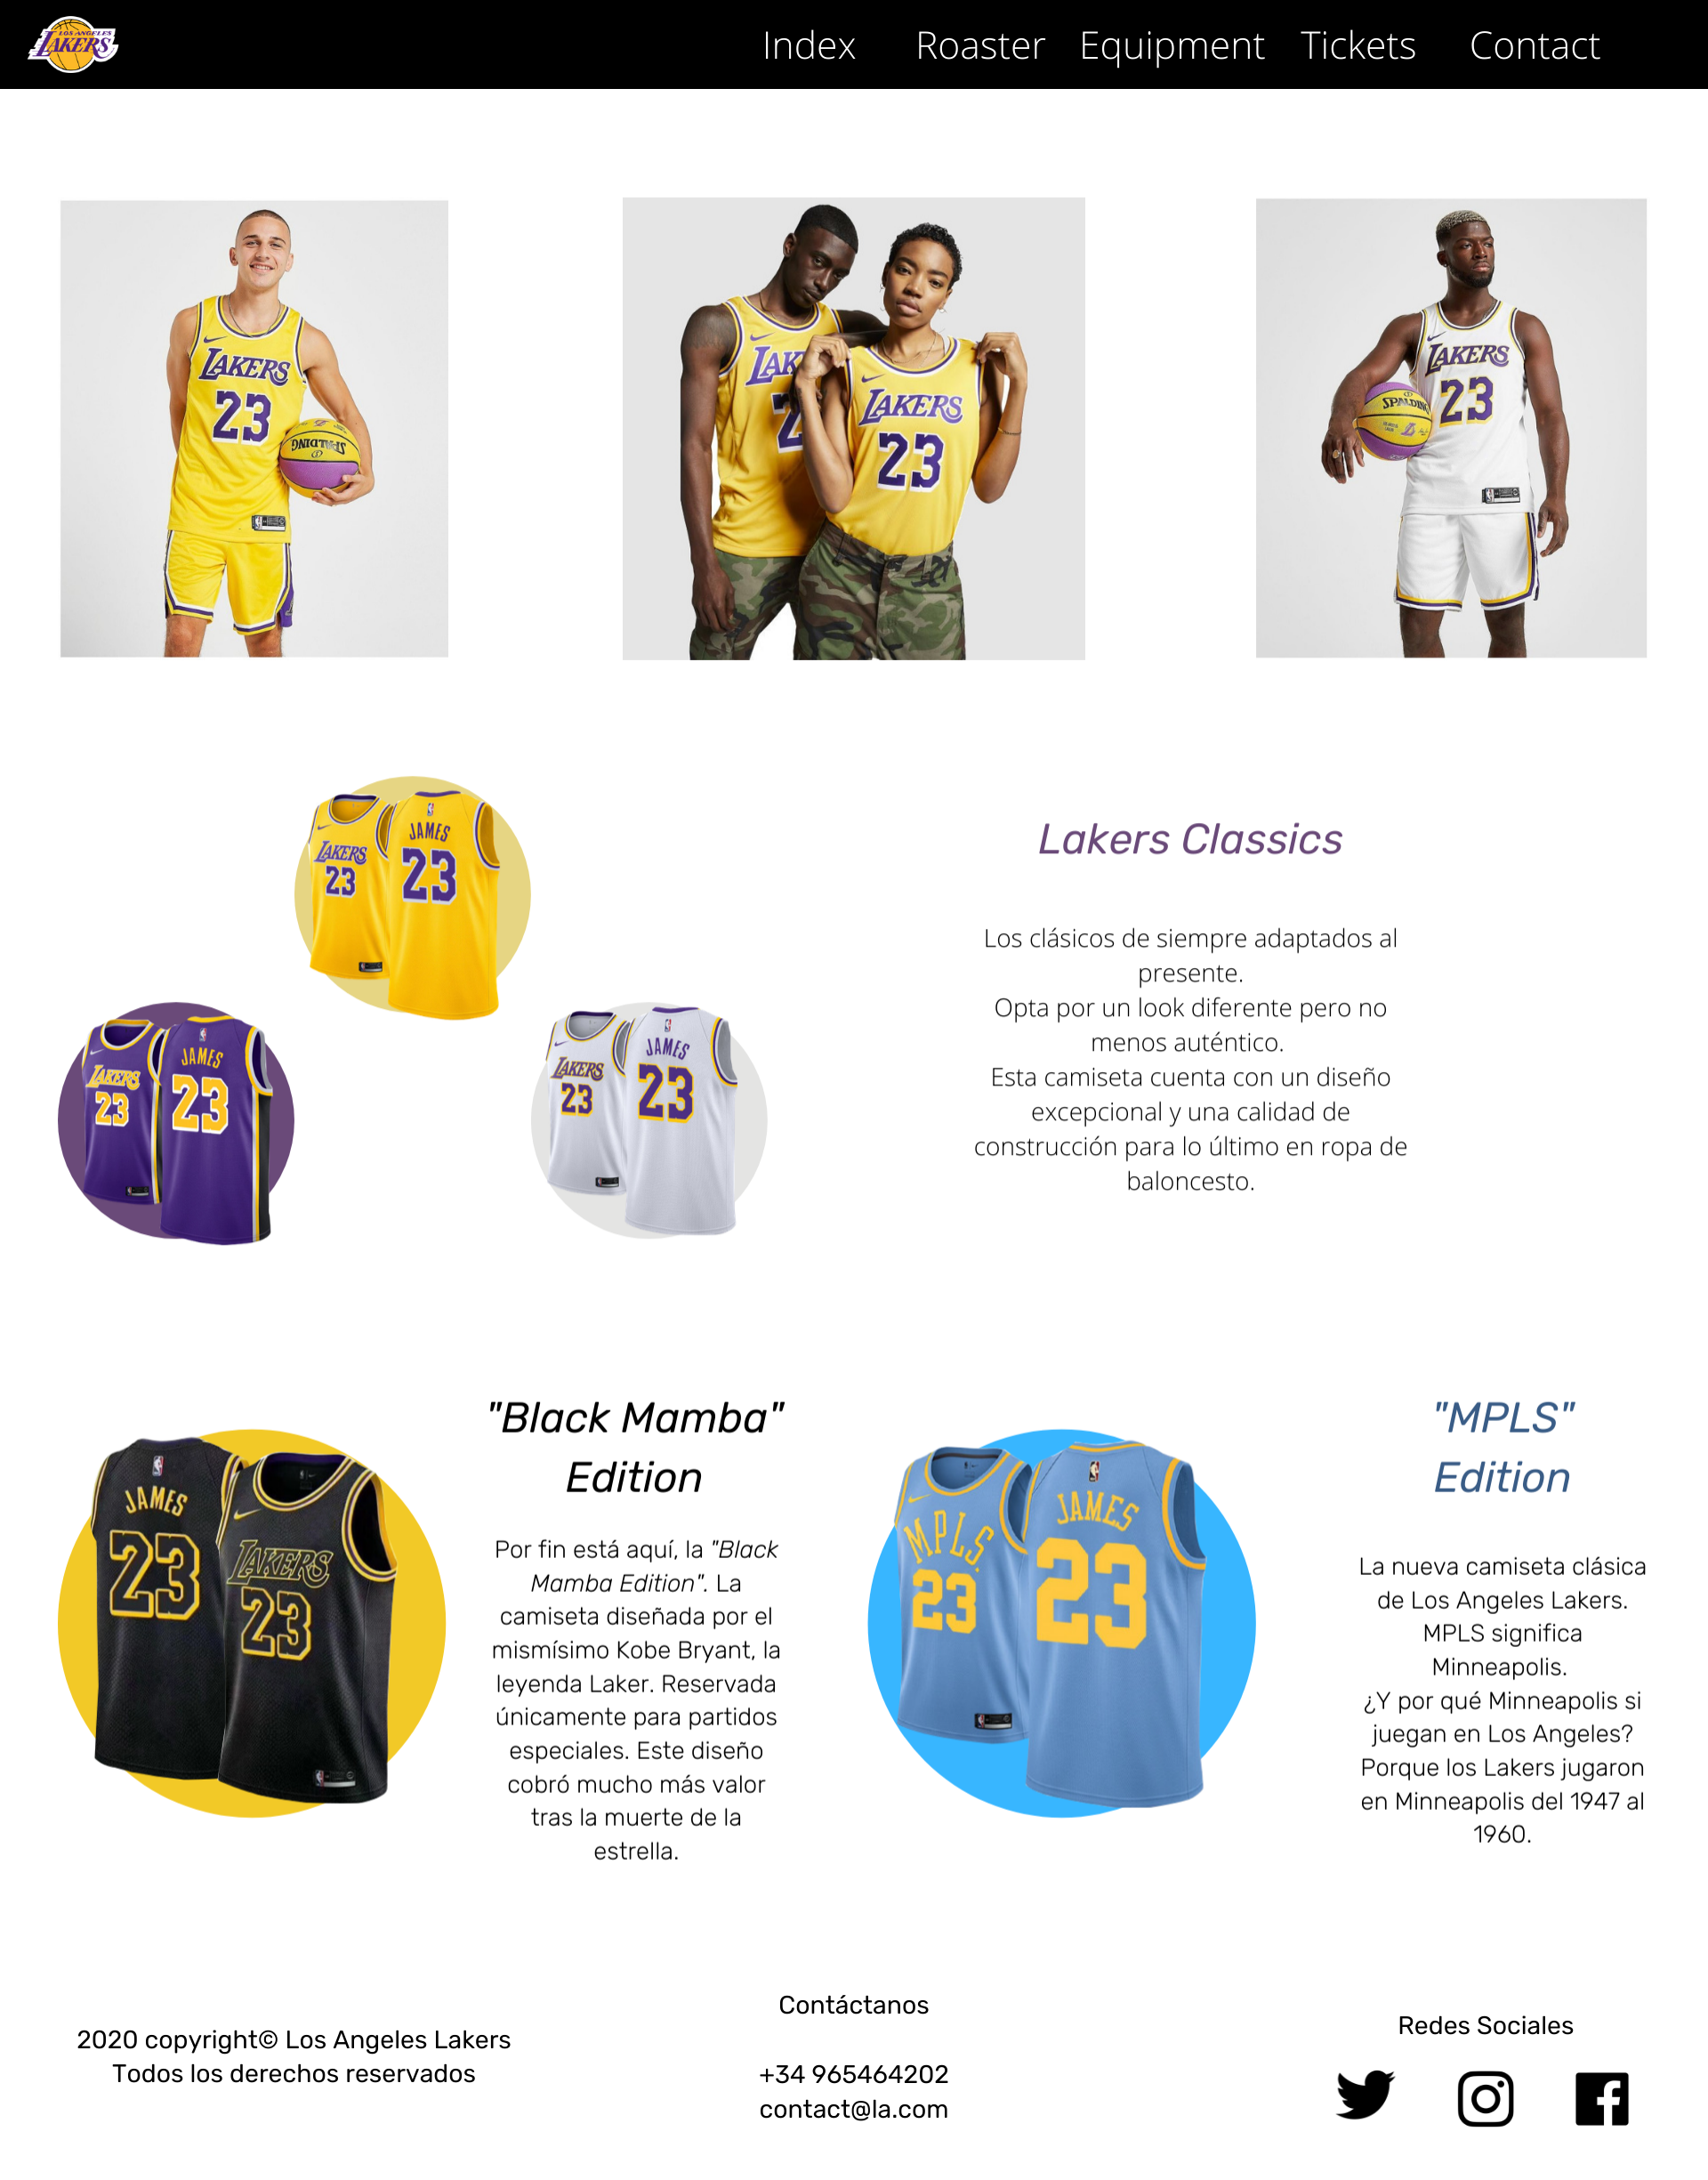 LOS ANGELES
LAKERS
Index Roaster Equipment Tickets Contact
LAKERS
23
SPALDING
LAK
2
LAKERS
23
LAKERS
23
SPALDING
JAMES
23
LAKERS
23
JAMES
23
LAKERS
23
JAMES
23
LAKERS
23
Lakers Classics
Los clásicos de siempre adaptados al
presente.
Opta por un look diferente pero no
menos auténtico.
Esta camiseta cuenta con un diseño
excepcional y una calidad de
construcción para lo último en ropa de
baloncesto.
JAMES
23
LAKERS
23
"Black Mamba"
Edition
Por fin está aquí, la "Black
Mamba Edition". La
camiseta diseñada por el
mismísimo Kobe Bryant, la
leyenda Laker. Reservada
únicamente para partidos
especiales. Este diseño
cobró mucho más valor
tras la muerte de la
estrella.
MPLS.
23
JAMES
23
"MPLS"
Edition
La nueva camiseta clásica
de Los Angeles Lakers.
MPLS significa
Minneapolis.
¿Y por qué Minneapolis si
juegan en Los Angeles?
Porque los Lakers jugaron
en Minneapolis del 1947 al
1960.
2020 copyright© Los Angeles Lakers
Todos los derechos reservados
Contáctanos
+34 965464202
contact@la.com
Redes Sociales